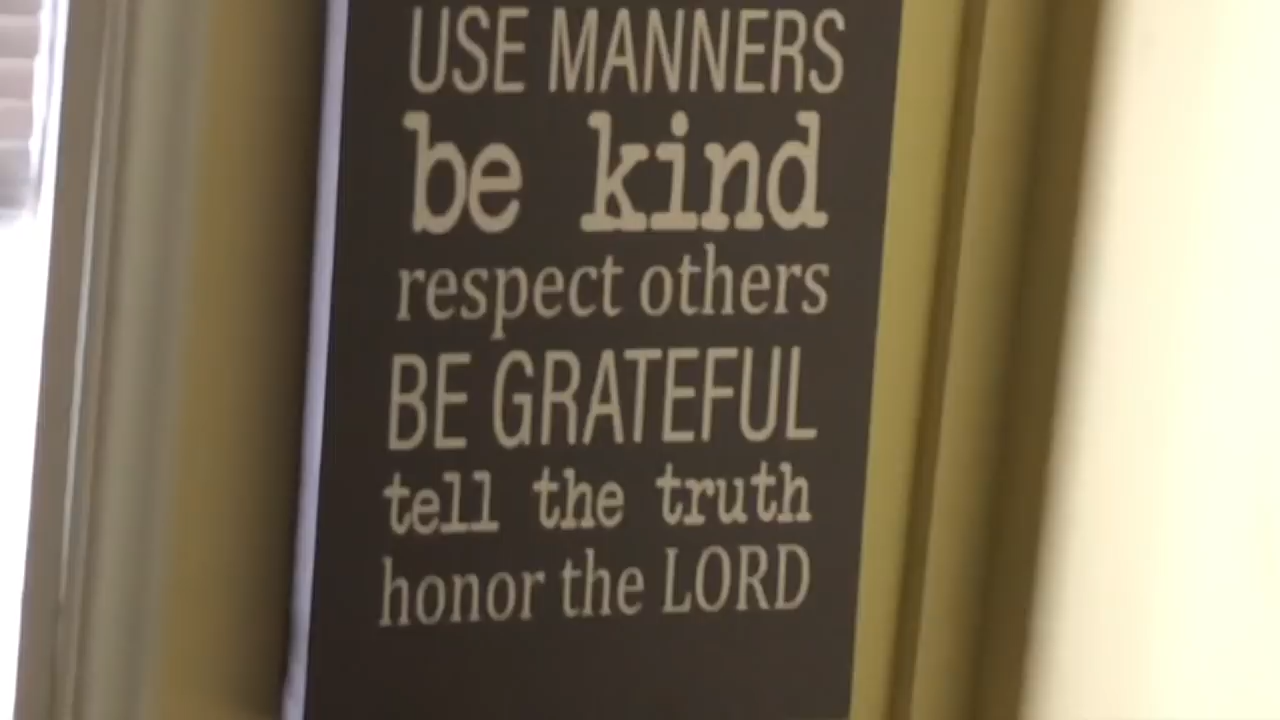 USE MANNERS
be kind
respect others
BE GRATEFUL
tell the truth
honor the LORD